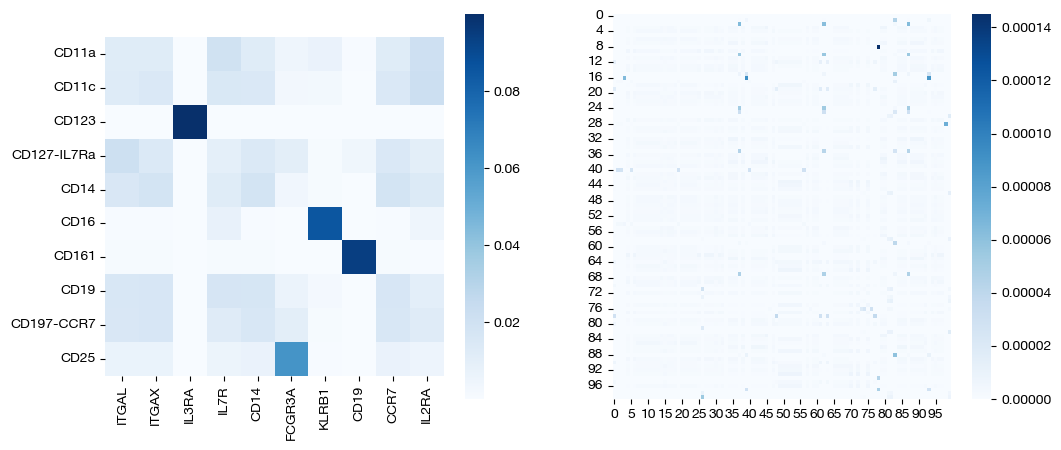 CD11a
CD11c
CD123
CD127-IL7Ra
CD14
CD16
CD161
CD19
CD197-CCR7
CD25
ITGAL
ITGAX
IL3RA
IL7R
CD14
FCGR3A
KLRB1
CD19
CCR7
IL2RA
0.08
0.06
0.04
0.02
0
4
8
12
16
20
24
28
32
36
40
44
48
52
56
60
64
68
72
76
80
84
88
92
96
0 5 10 15 20 25 30 35 40 45 50 55 60 65 70 75 80 85 90 95
0.00014
0.00012
0.00010
0.00008
0.00006
0.00004
0.00002
0.00000